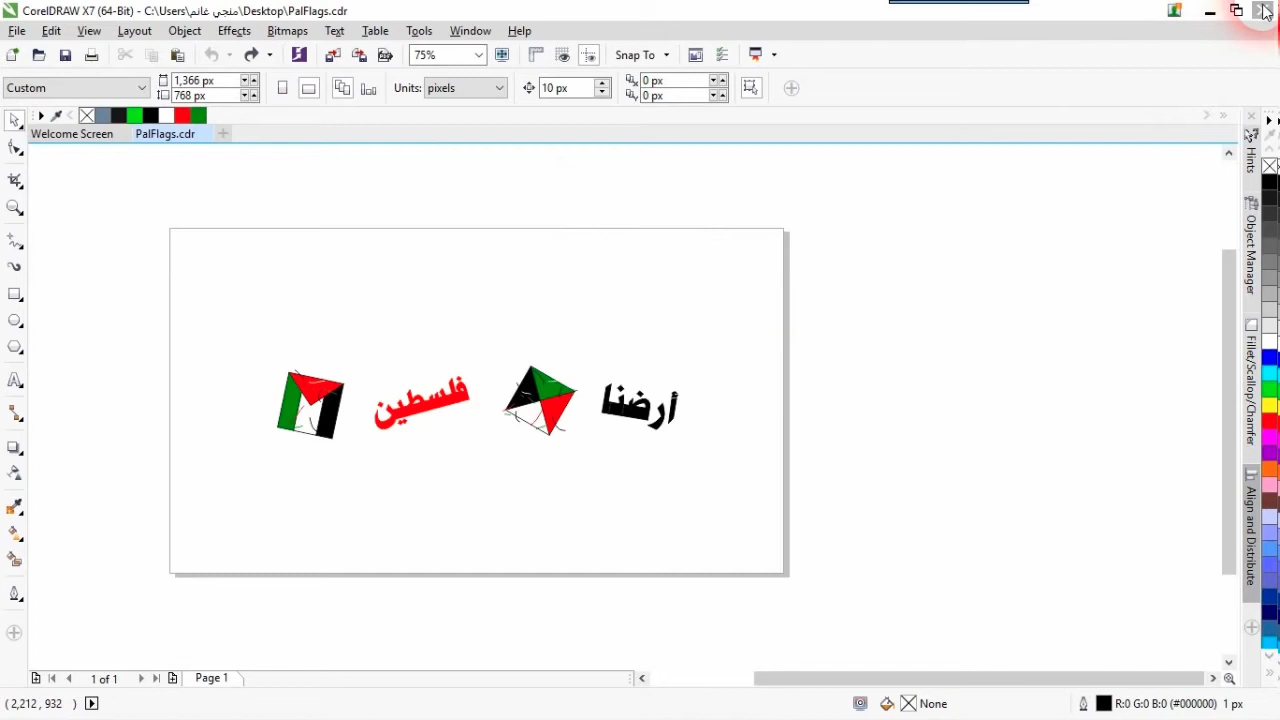 CorelDRAW X7 (64-Bit) - C:\Users\منجي غانم\Desktop\PalFlags.cdr
File Edit View Layout Object Effects Bitmaps Text Table Tools Window Help
75% Snap To
Custom 1,366 px 768 px Units: pixels 10 px 0 px 0 px
Welcome Screen PalFlags.cdr
Hints
Object Manager
Fillet/Scallop/Chamfer
Align and Distribute
أرضنا فلسطين
1 of 1 Page 1
( 2,212 , 932 ) None R:0 G:0 B:0 (#000000) 1 px